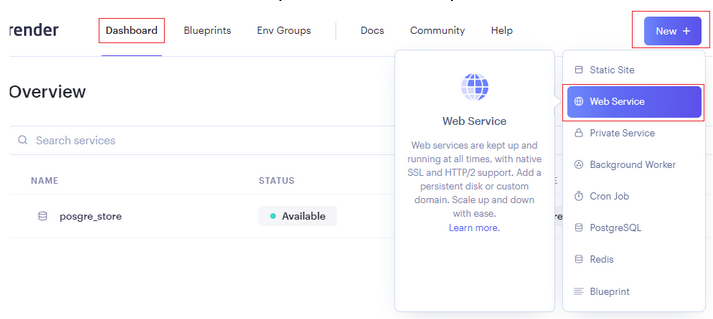 render
Dashboard
Blueprints
Env Groups
Docs
Community
Help
New +
Overview
Search services
NAME
STATUS
posgre_store
Available
Web Service
Web services are kept up and
running at all times, with native
SSL and HTTP/2 support. Add a
persistent disk or custom
domain. Scale up and down
with ease.
Learn more.
Static Site
Web Service
Private Service
Background Worker
Cron Job
PostgreSQL
Redis
Blueprint